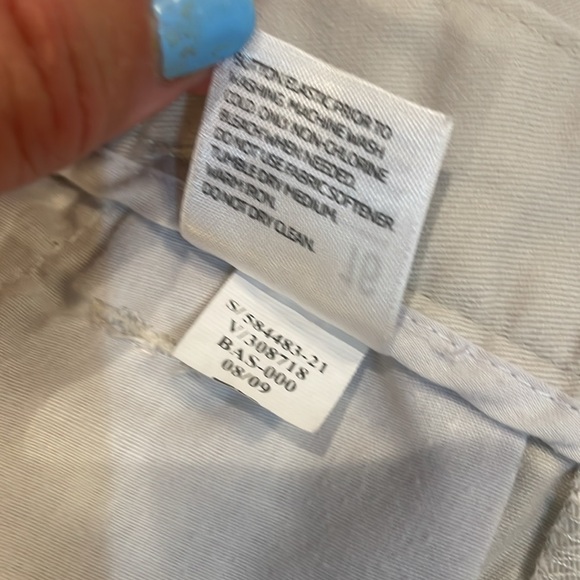 BUTTON ELASTIC PRIOR TO
WASHING. MACHINE WASH
COLD. ONLY NON-CHLORINE
BLEACH WHEN NEEDED.
DO NOT USE FABRIC SOFTENER.
TUMBLE DRY MEDIUM.
WARM IRON.
DO NOT DRY CLEAN.
S/584483-21
V/308718
BAS-000
08/09